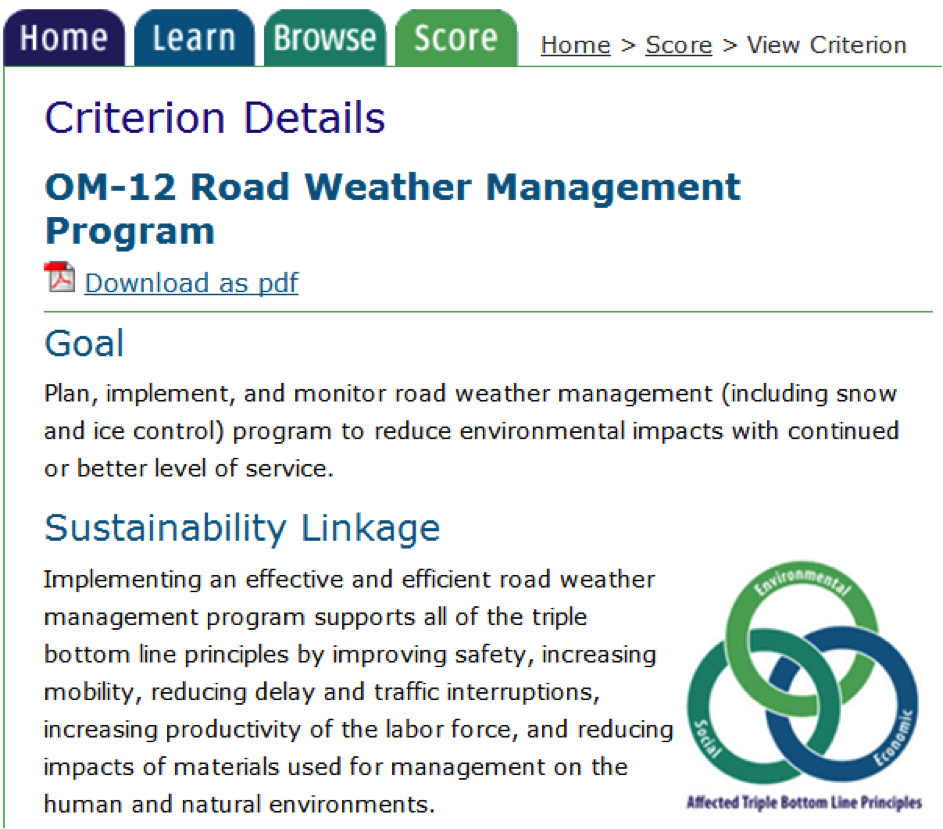 Home Learn Browse Score Home > Score > View Criterion
Criterion Details
OM-12 Road Weather Management
Program
Download as pdf
Goal
Plan, implement, and monitor road weather management (including snow
and ice control) program to reduce environmental impacts with continued
or better level of service.
Sustainability Linkage
Implementing an effective and efficient road weather
management program supports all of the triple
bottom line principles by improving safety, increasing
mobility, reducing delay and traffic interruptions,
increasing productivity of the labor force, and reducing
impacts of materials used for management on the
human and natural environments.
Environmental
Social
Economic
Affected Triple Bottom Line Principles